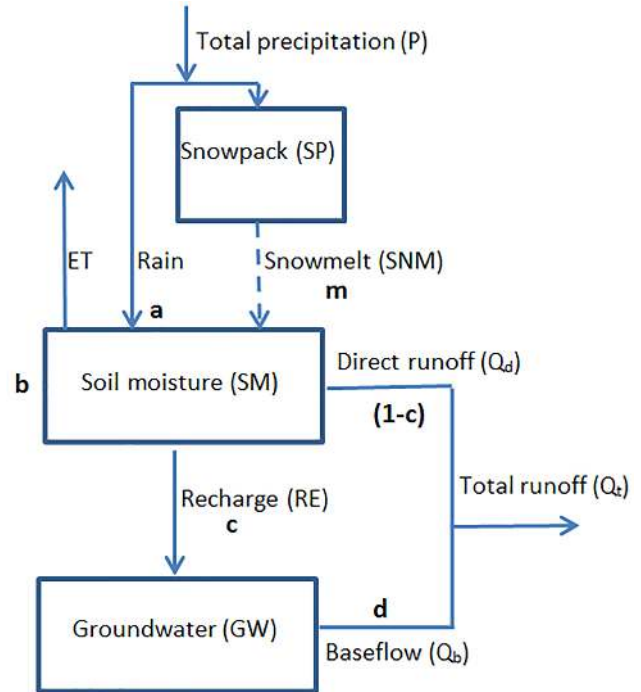 Total precipitation (P)
Snowpack (SP)
ET
Rain
Snowmelt (SNM)
m
a
b
Soil moisture (SM)
Direct runoff (Qd)
(1-c)
Recharge (RE)
c
Total runoff (Qt)
Groundwater (GW)
d
Baseflow (Qb)